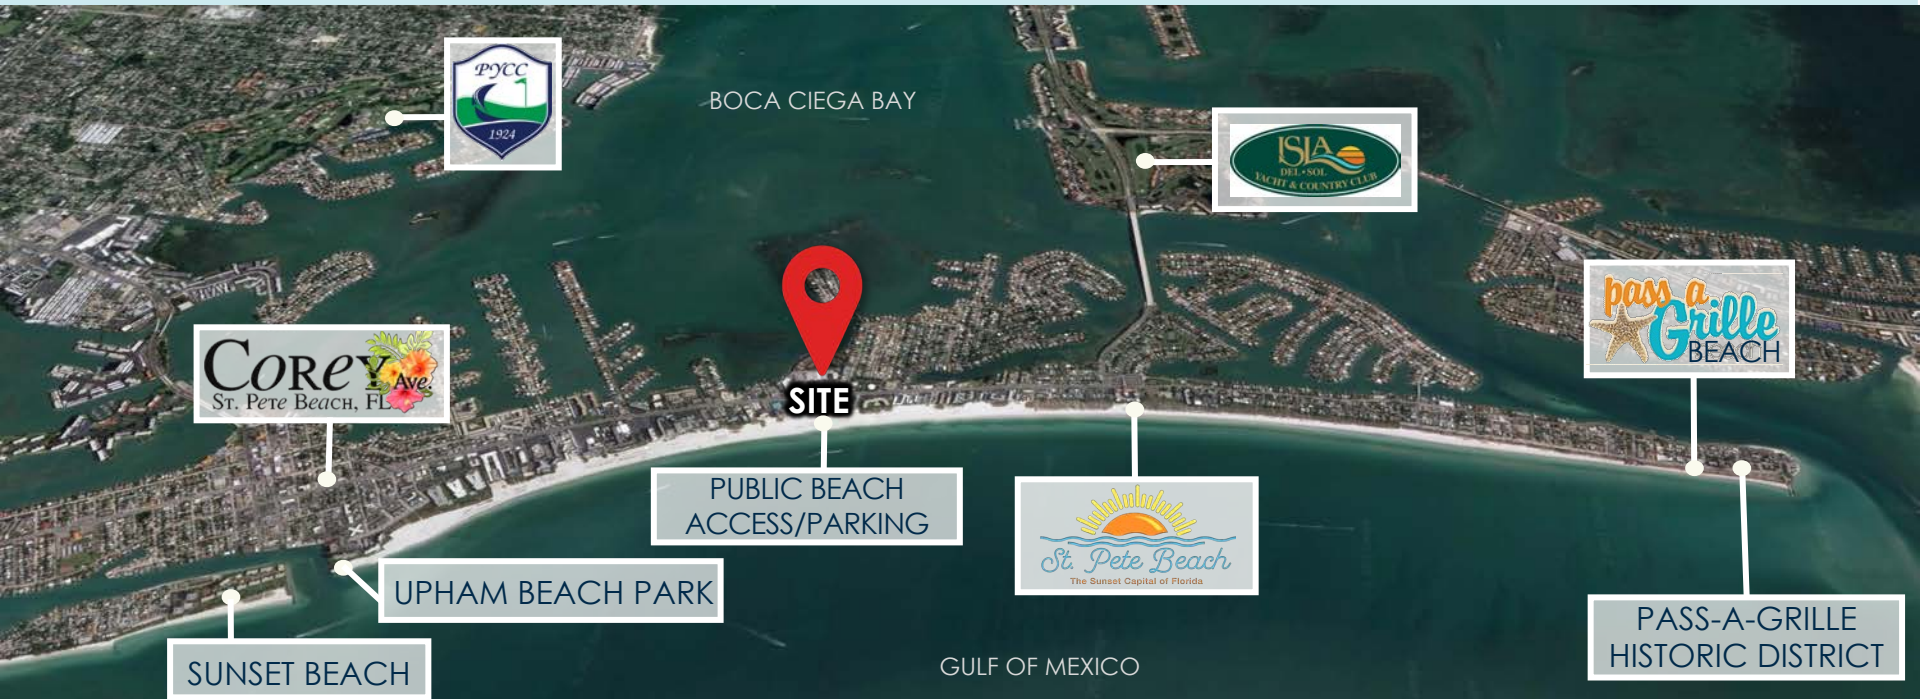 PYCC
1924
BOCA CIEGA BAY
ISLA
DEL•SOL
YACHT & COUNTRY CLUB
pass a
Grille
BEACH
COREY Ave.
ST. PETE BEACH, FL
SITE
PUBLIC BEACH
ACCESS/PARKING
St. Pete Beach
The Sunset Capital of Florida
UPHAM BEACH PARK
SUNSET BEACH
GULF OF MEXICO
PASS-A-GRILLE
HISTORIC DISTRICT